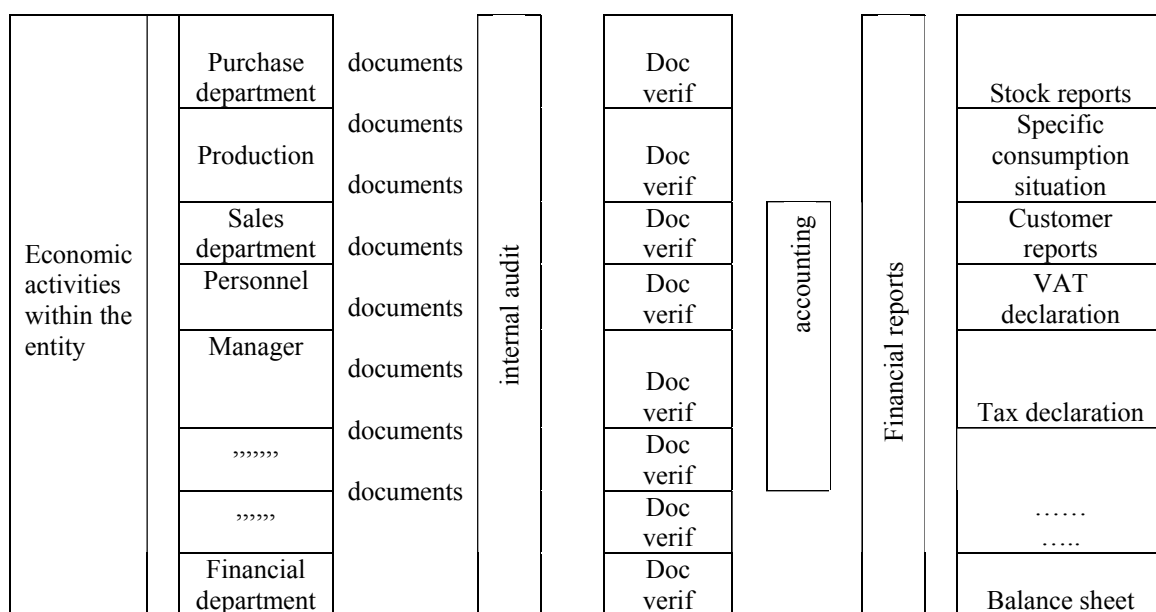 Economic
activities
within the
entity
Purchase
department
Production
Sales
department
Personnel
Manager
,,,,,,,
,,,,,,
Financial
department
documents
documents
documents
documents
documents
documents
documents
documents
internal audit
Doc
verif
Doc
verif
Doc
verif
Doc
verif
Doc
verif
Doc
verif
Doc
verif
Doc
verif
accounting
Financial reports
Stock reports
Specific
consumption
situation
Customer
reports
VAT
declaration
Tax declaration
……
…..
Balance sheet